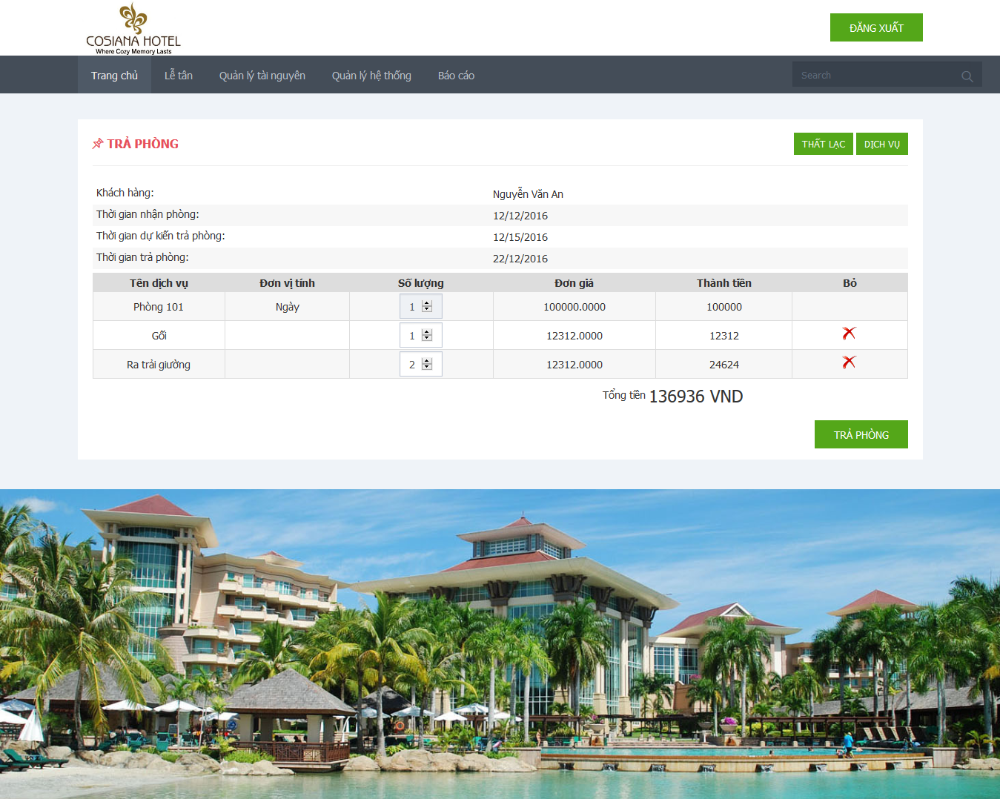 COSIANA HOTEL
Where Cozy Memory Lasts
ĐĂNG XUẤT
Trang chủ Lễ tân Quản lý tài nguyên Quản lý hệ thống Báo cáo Search
TRẢ PHÒNG THẤT LẠC DỊCH VỤ
Khách hàng: Nguyễn Văn An
Thời gian nhận phòng: 12/12/2016
Thời gian dự kiến trả phòng: 12/15/2016
Thời gian trả phòng: 22/12/2016
Tên dịch vụ Đơn vị tính Số lượng Đơn giá Thành tiền Bỏ
Phòng 101 Ngày 1 100000.0000 100000
Gối 1 12312.0000 12312
Ra trải giường 2 12312.0000 24624
Tổng tiền 136936 VND
TRẢ PHÒNG